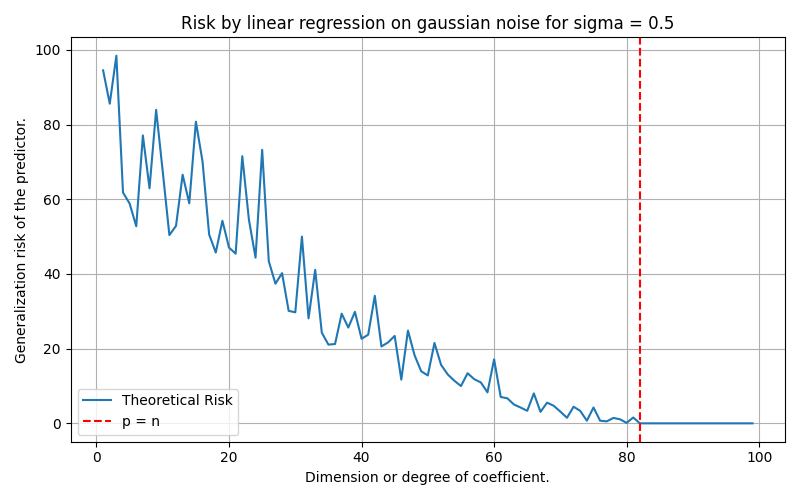 Risk by linear regression on gaussian noise for sigma = 0.5
Generalization risk of the predictor.
100
80
60
40
20
0
Theoretical Risk
p = n
0 20 40 60 80 100
Dimension or degree of coefficient.